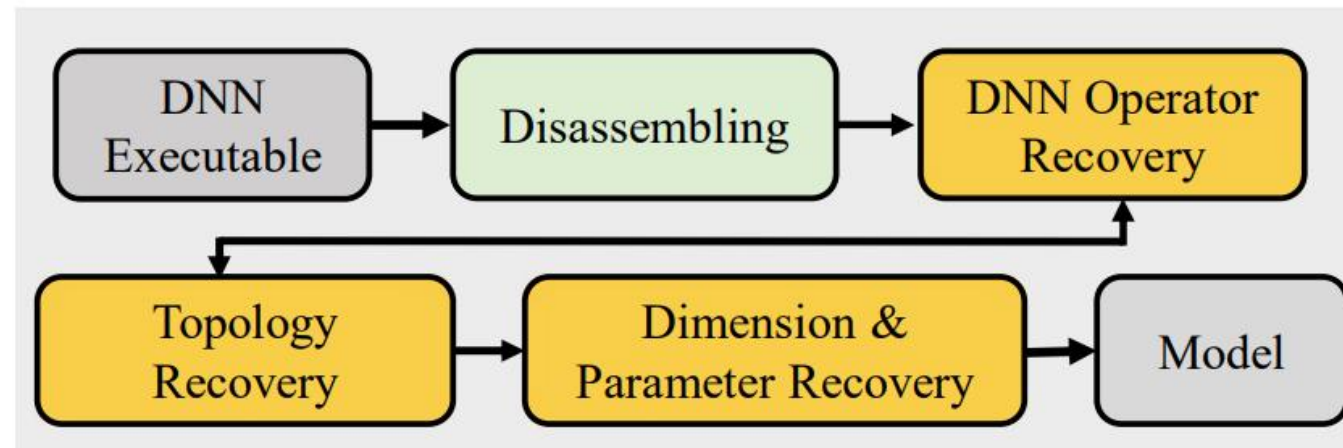 DNN
Executable
Disassembling
DNN Operator
Recovery
Topology
Recovery
Dimension &
Parameter Recovery
Model